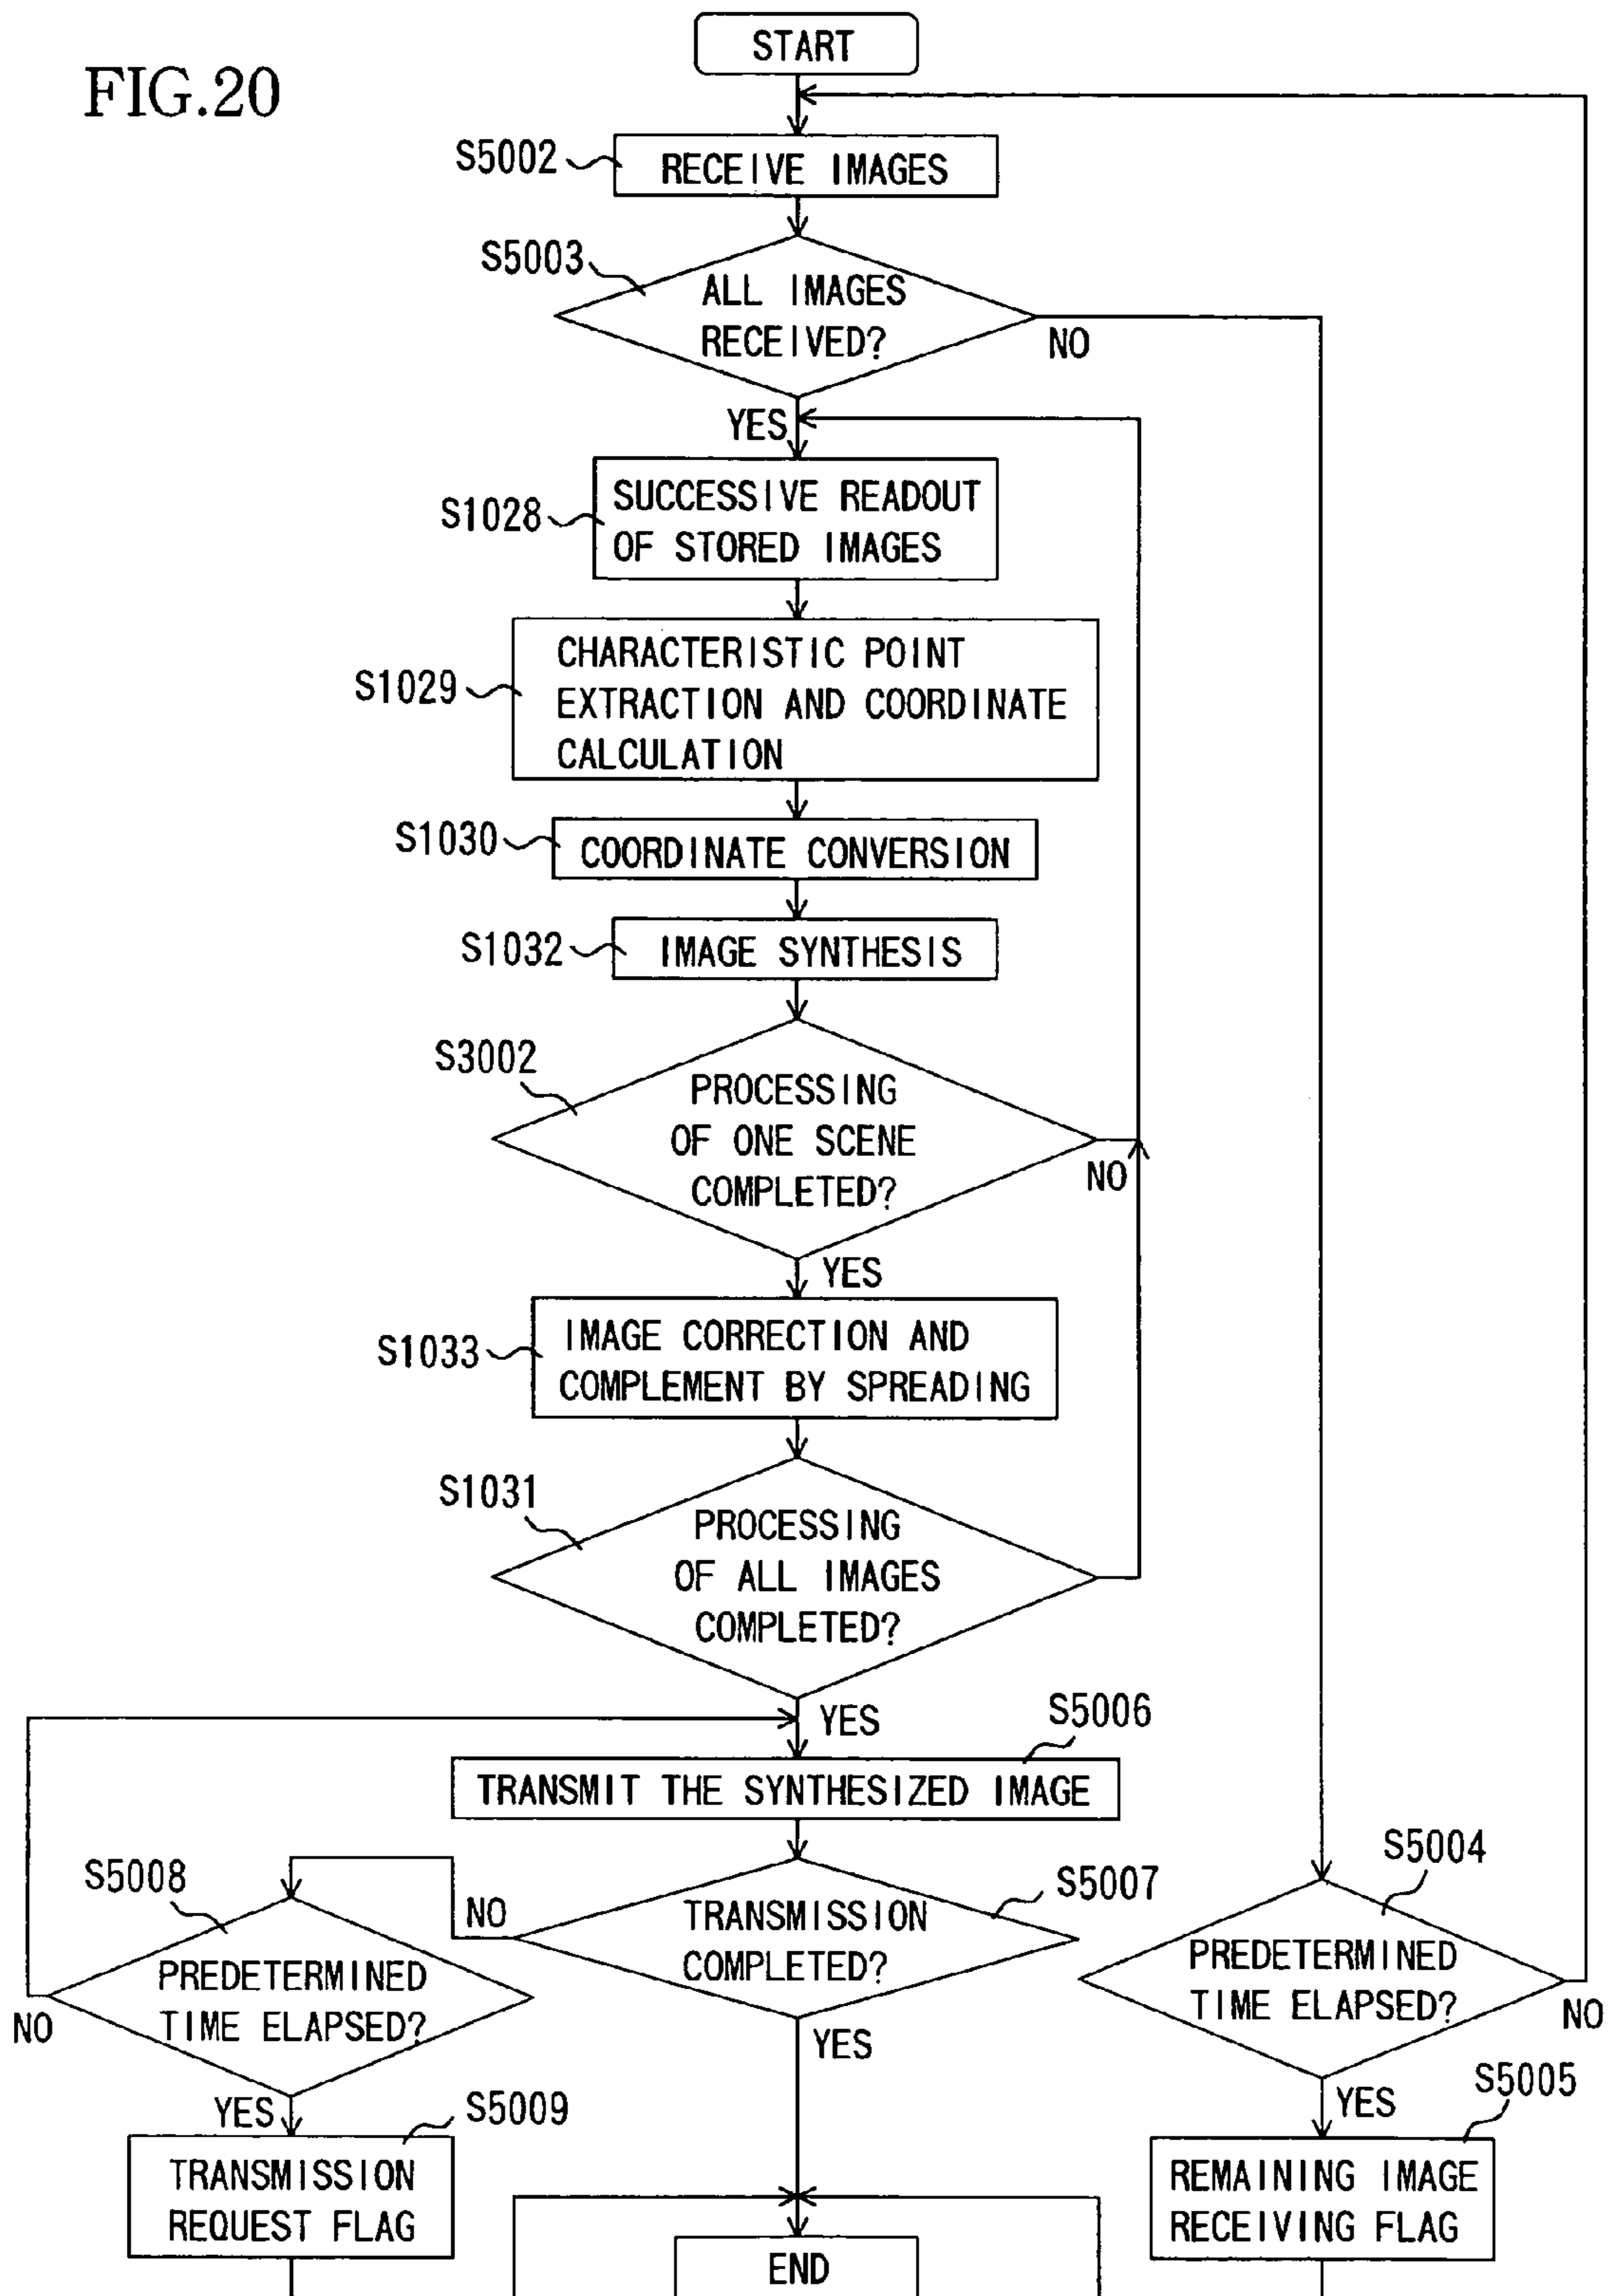 FIG.20
START
S5002
RECEIVE IMAGES
S5003
ALL IMAGES
RECEIVED?
NO
YES
S1028
SUCCESSIVE READOUT
OF STORED IMAGES
S1029
CHARACTERISTIC POINT
EXTRACTION AND COORDINATE
CALCULATION
S1030
COORDINATE CONVERSION
S1032
IMAGE SYNTHESIS
S3002
PROCESSING
OF ONE SCENE
COMPLETED?
NO
YES
S1033
IMAGE CORRECTION AND
COMPLEMENT BY SPREADING
S1031
PROCESSING
OF ALL IMAGES
COMPLETED?
YES
S5006
TRANSMIT THE SYNTHESIZED IMAGE
S5008
PREDETERMINED
TIME ELAPSED?
NO
NO
TRANSMISSION
COMPLETED?
S5007
YES
S5004
PREDETERMINED
TIME ELAPSED?
NO
YES
S5009
TRANSMISSION
REQUEST FLAG
END
YES
S5005
REMAINING IMAGE
RECEIVING FLAG